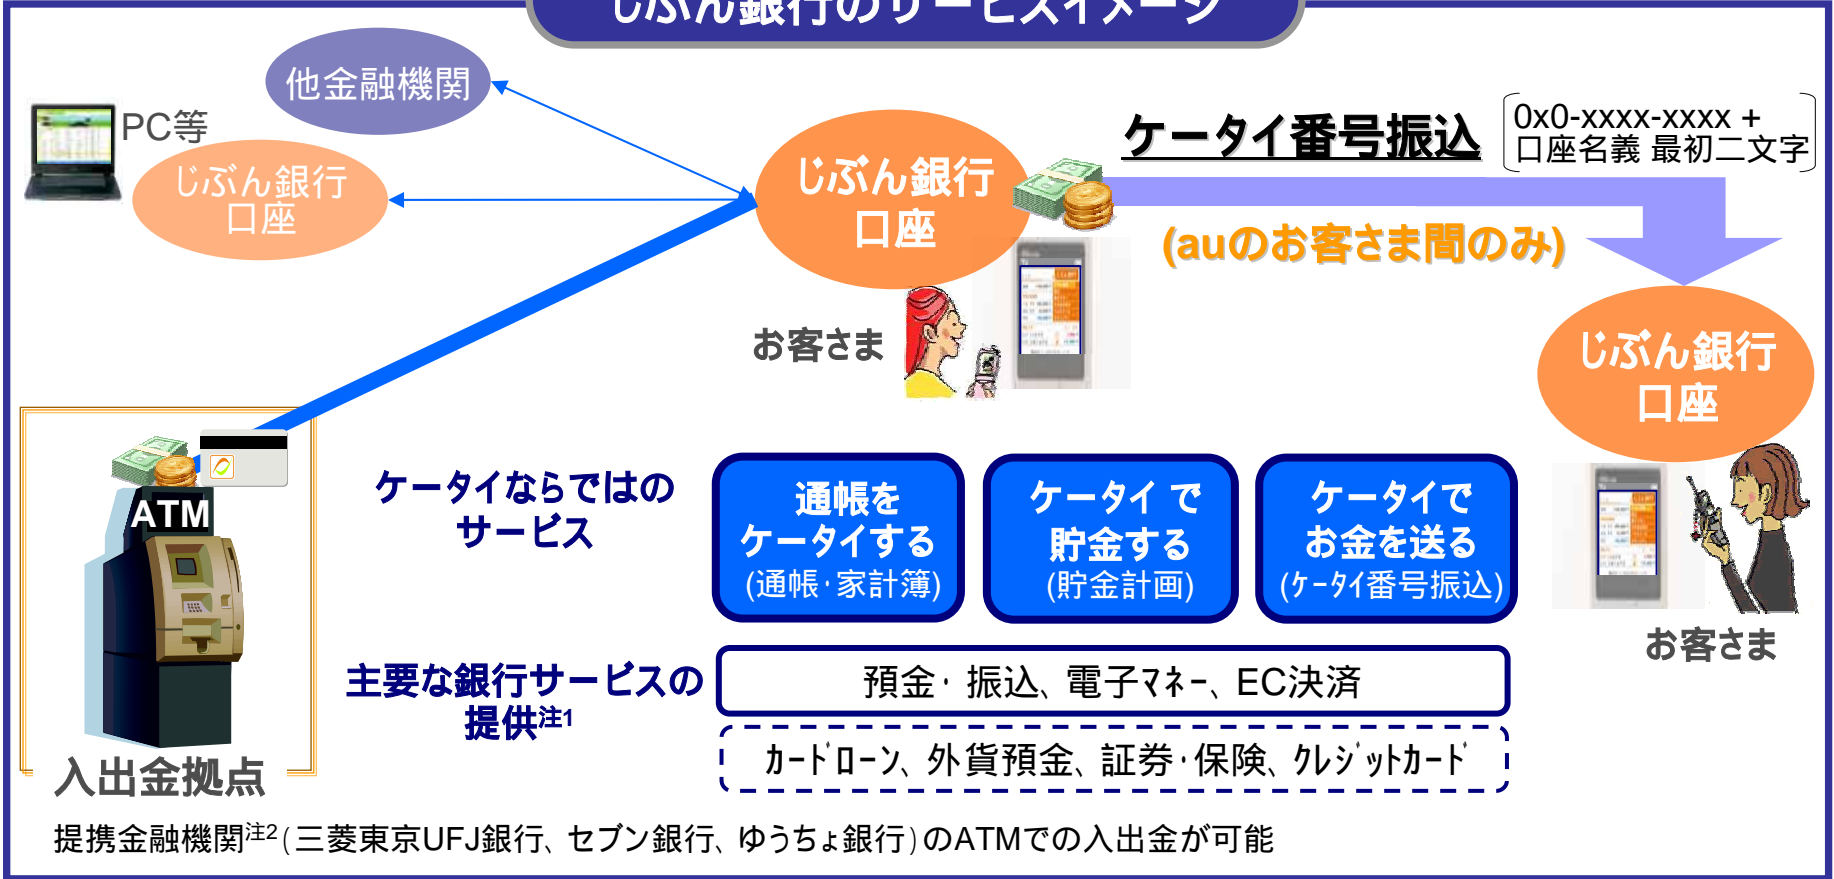 じぶん銀行のサービスイメージ
他金融機関
PC等
じぶん銀行
口座
じぶん銀行
口座
ケータイ番号振込
0x0-xxxx-xxxx +
口座名義 最初二文字
(auのお客さま間のみ)
お客さま
じぶん銀行
口座
お客さま
ATM
入出金拠点
ケータイならではの
サービス
通帳を
ケータイする
(通帳・家計簿)
ケータイ で
貯金する
(貯金計画)
ケータイで
お金を送る
(ｹｰﾀｲ番号振込)
主要な銀行サービスの
提供注1
預金・振込、電子ﾏﾈｰ、EC決済
ｶｰﾄﾞﾛｰﾝ、外貨預金、証券・保険、ｸﾚｼﾞｯﾄｶｰﾄﾞ
提携金融機関注2(三菱東京UFJ銀行、セブン銀行、ゆうちょ銀行)のATMでの入出金が可能